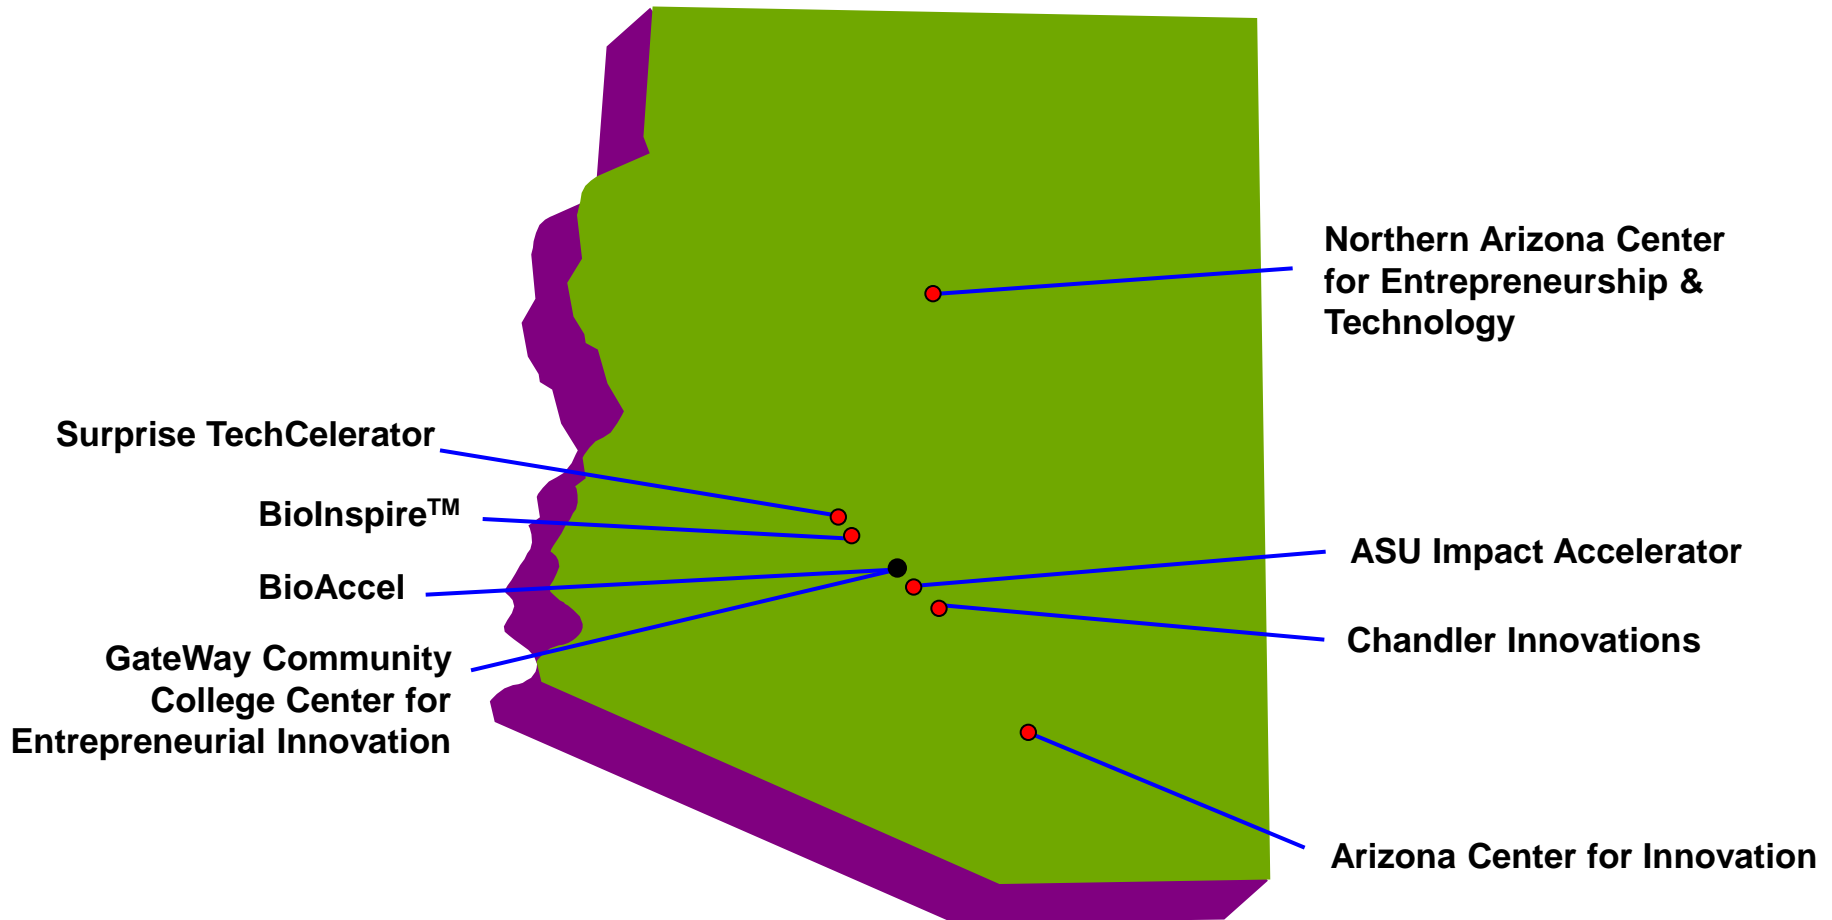 Northern Arizona Center
for Entrepreneurship &
Technology
Surprise TechCelerator
BioInspire™
BioAccel
GateWay Community
College Center for
Entrepreneurial Innovation
ASU Impact Accelerator
Chandler Innovations
Arizona Center for Innovation